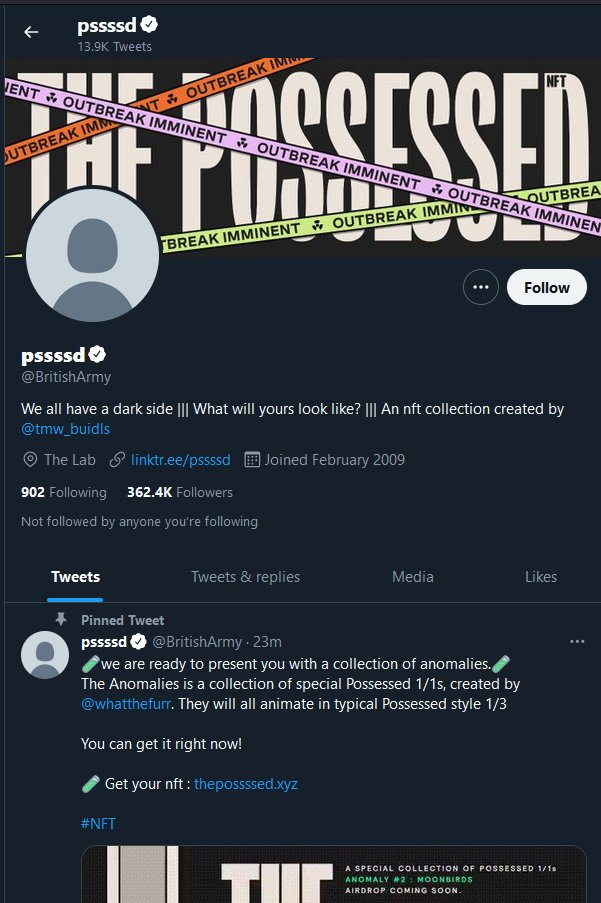 pssssd
13.9K Tweets
THE POSSESSED
NFT
OUTBREAK IMMINENT
MENT OUTBREAK IMMINENT OUTBREAK IMMINENT OUTBREAK IMMINEN
TBREAK IMMINENT OUTBREAK IMMINENT OUTBREA
Follow
pssssd
@BritishArmy
We all have a dark side ||| What will yours look like? ||| An nft collection created by
@tmw_buidls
The Lab linktr.ee/pssssd Joined February 2009
902 Following 362.4K Followers
Not followed by anyone you're following
Tweets Tweets & replies Media Likes
Pinned Tweet
pssssd @BritishArmy · 23m
we are ready to present you with a collection of anomalies.
The Anomalies is a collection of special Possessed 1/1s, created by
@whatthefurr. They will all animate in typical Possessed style 1/3
You can get it right now!
Get your nft : thepossssed.xyz
#NFT
THE
A SPECIAL COLLECTION OF POSSESSED 1/1s
ANOMALY #2 : MOONBIRDS
AIRDROP COMING SOON.